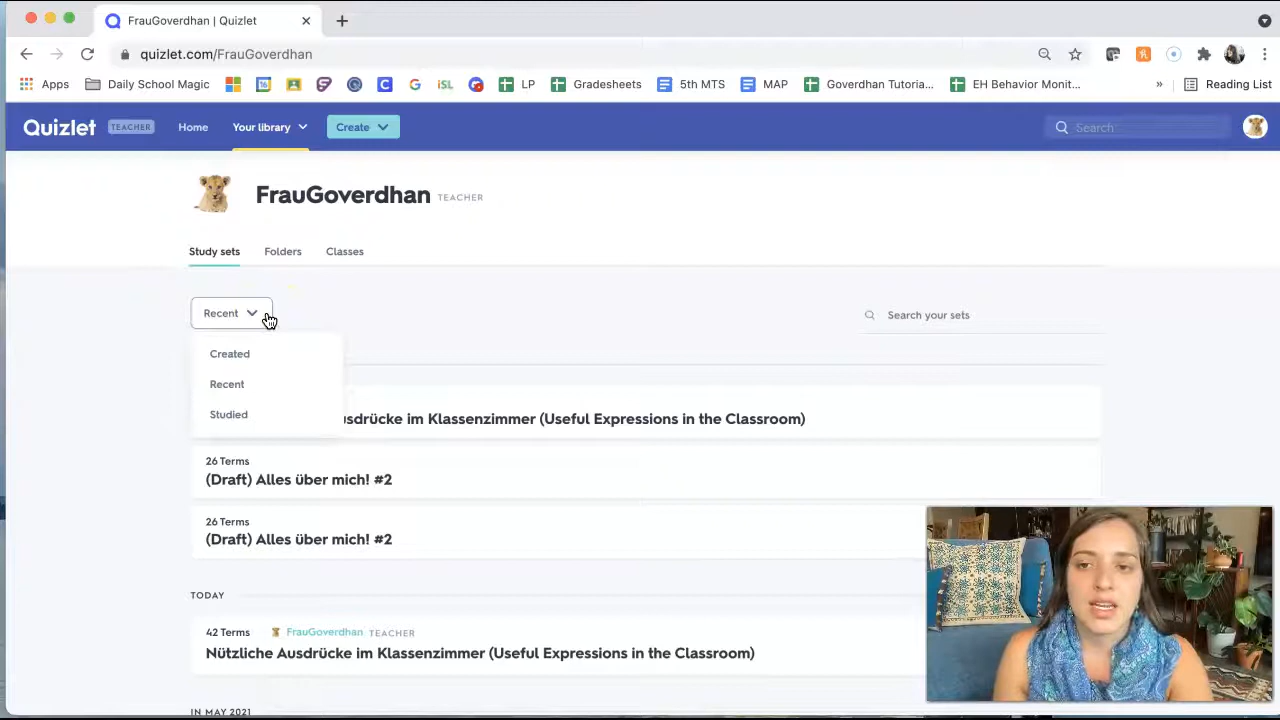 FrauGoverdhan | Quizlet
quizlet.com/FrauGoverdhan
Apps
Daily School Magic
iSL
LP
Gradesheets
5th MTS
MAP
Goverdhan Tutoria...
EH Behavior Monit...
»
Reading List
Quizlet TEACHER
Home
Your library
Create
Search
FrauGoverdhan TEACHER
Study sets
Folders
Classes
Recent
Search your sets
Created
Recent
Studied
usdrücke im Klassenzimmer (Useful Expressions in the Classroom)
26 Terms
(Draft) Alles über mich! #2
26 Terms
(Draft) Alles über mich! #2
TODAY
42 Terms FrauGoverdhan TEACHER
Nützliche Ausdrücke im Klassenzimmer (Useful Expressions in the Classroom)
IN MAY 2021